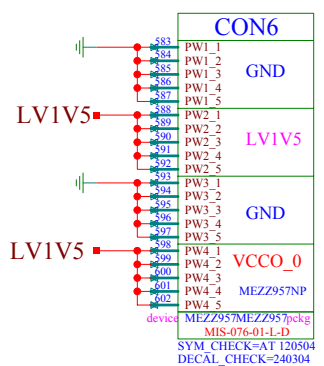 CON6
583 PW1_1
584 PW1_2
585 PW1_3 GND
586 PW1_4
587 PW1_5
LV1V5 588 PW2_1
589 PW2_2
590 PW2_3 LV1V5
591 PW2_4
592 PW2_5
593 PW3_1
594 PW3_2
595 PW3_3 GND
596 PW3_4
597 PW3_5
LV1V5 598 PW4_1
599 PW4_2 VCCO_0
600 PW4_3
601 PW4_4 MEZZ957NP
602 PW4_5
device MEZZ957MEZZ957pckg
MIS-076-01-L-D
SYM_CHECK=AT 120504
DECAL_CHECK=240304